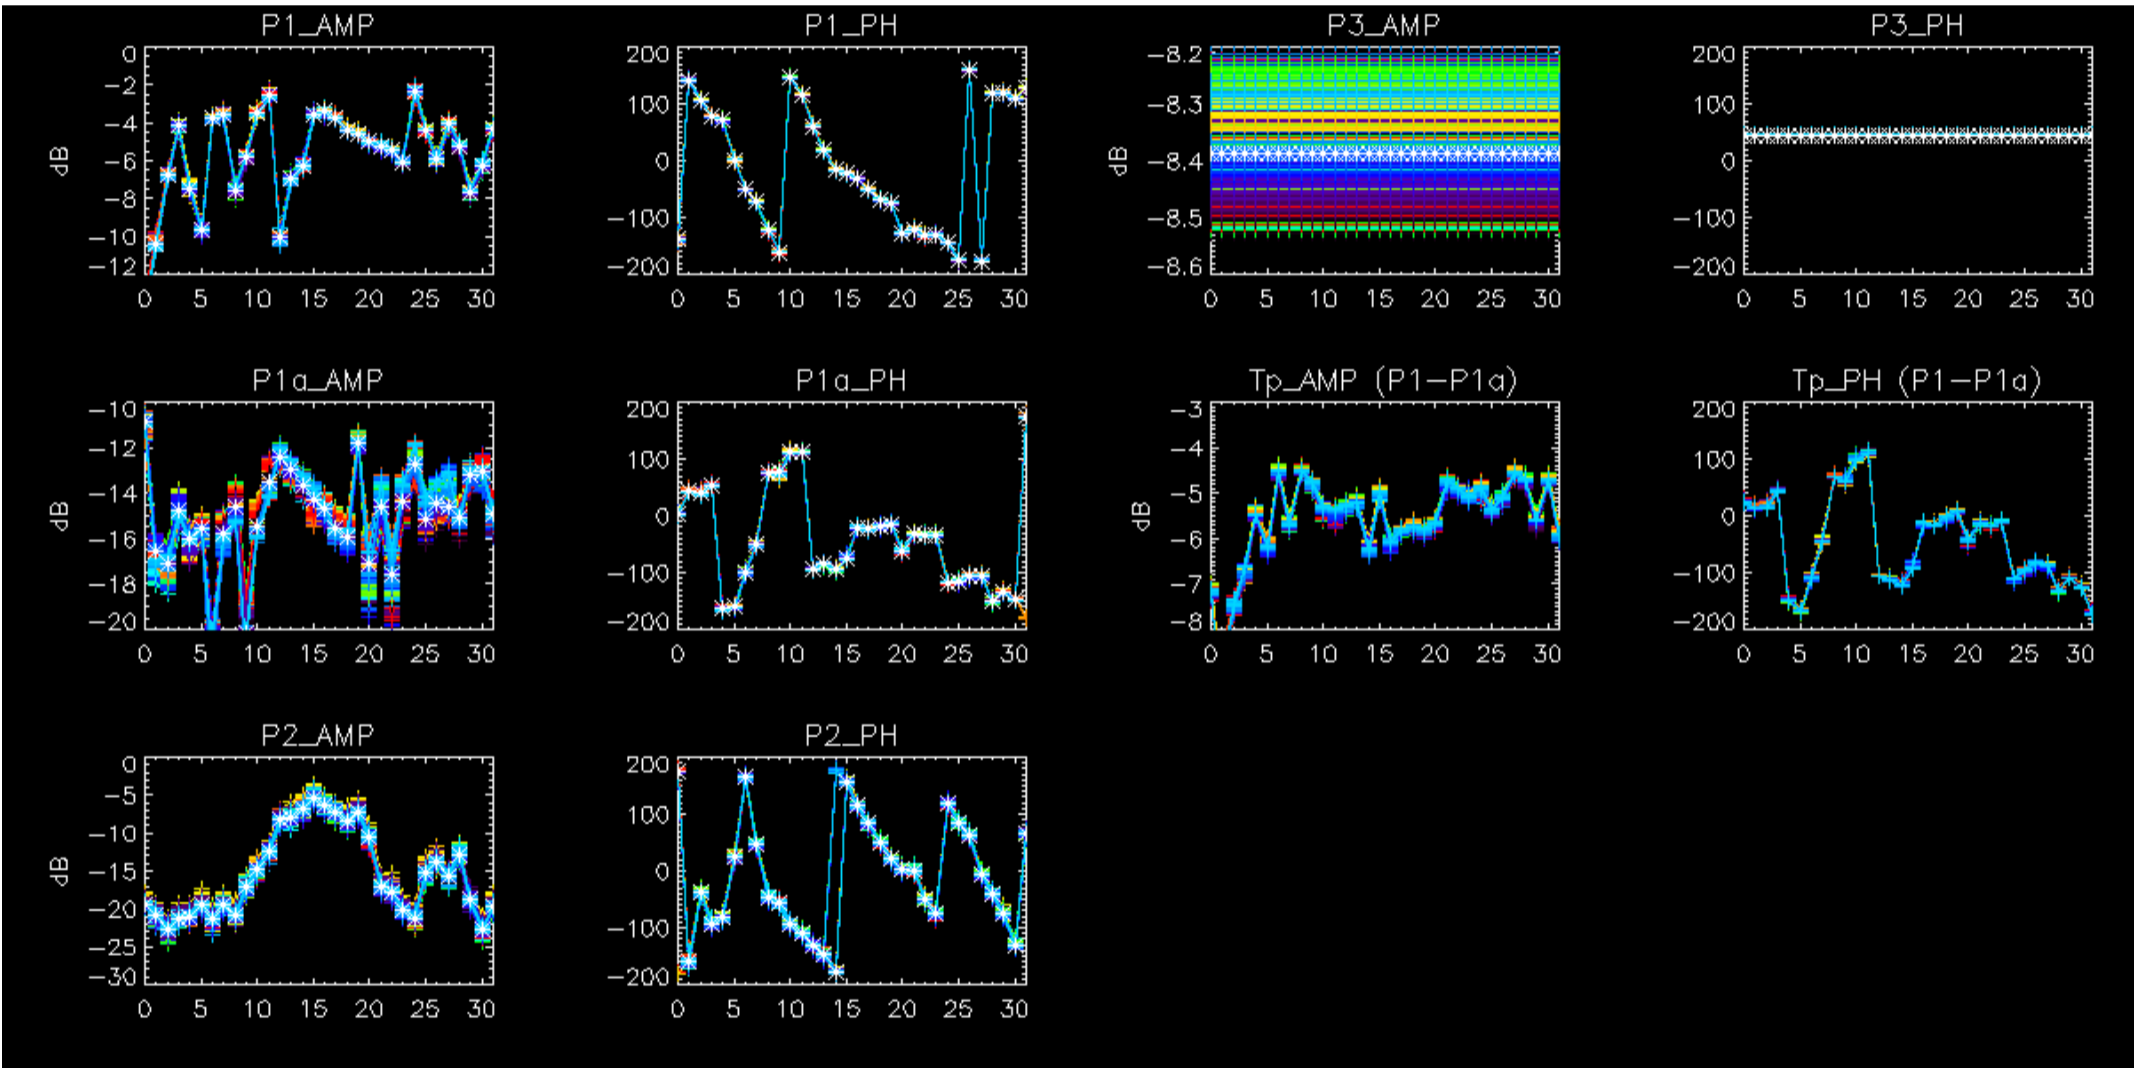 P1_AMP
0
−2
−4
−6
−8
−10
−12
dB
0 5 10 15 20 25 30
P1_PH
200
100
0
−100
−200
0 5 10 15 20 25 30
P3_AMP
−8.2
−8.3
−8.4
−8.5
−8.6
dB
0 5 10 15 20 25 30
P3_PH
200
100
0
−100
−200
0 5 10 15 20 25 30
P1a_AMP
−10
−12
−14
−16
−18
−20
dB
0 5 10 15 20 25 30
P1a_PH
200
100
0
−100
−200
0 5 10 15 20 25 30
Tp_AMP (P1−P1a)
−3
−4
−5
−6
−7
−8
dB
0 5 10 15 20 25 30
Tp_PH (P1−P1a)
200
100
0
−100
−200
0 5 10 15 20 25 30
P2_AMP
0
−5
−10
−15
−20
−25
−30
dB
0 5 10 15 20 25 30
P2_PH
200
100
0
−100
−200
0 5 10 15 20 25 30